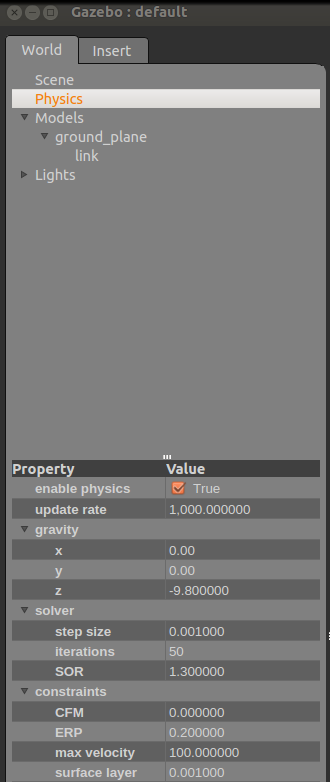 Gazebo : default
World Insert
Scene
Physics
Models
ground_plane
link
Lights
Property Value
enable physics True
update rate 1,000.000000
gravity
x 0.00
y 0.00
z -9.800000
solver
step size 0.001000
iterations 50
SOR 1.300000
constraints
CFM 0.000000
ERP 0.200000
max velocity 100.000000
surface layer 0.001000